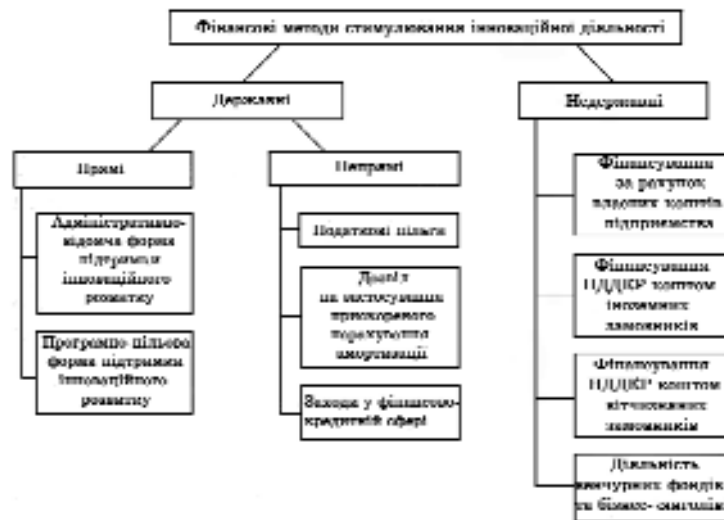 Фінансові методи стимулювання інноваційної діяльності
Державні
Недержавні
Прямі
Непрямі
Адміністративно-
відомча форма
підтримки
інноваційного
розвитку
Програмно-цільова
форма підтримки
інноваційного
розвитку
Податкові пільги
Дозвіл
на застосування
прискореного
нарахування
амортизації
Заходи у фінансово-
кредитній сфері
Фінансування
за рахунок
власних коштів
підприємства
Фінансування
НДДКР коштом
іноземних
замовників
Фінансування
НДДКР коштом
вітчизняних
замовників
Діяльність
венчурних фондів
та бізнес-ангелів